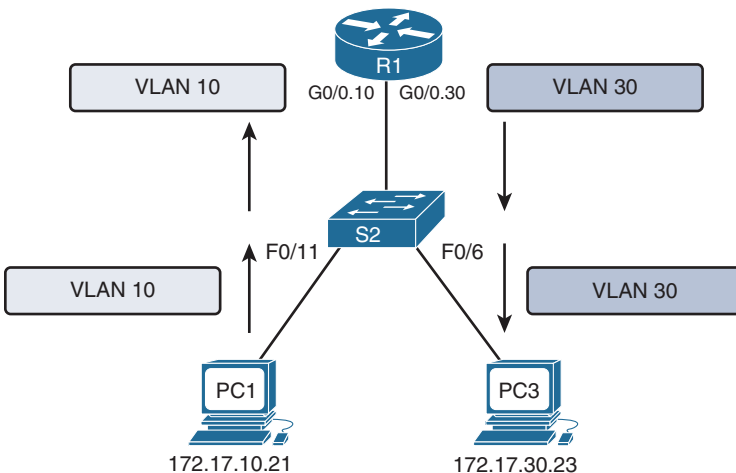 R1
VLAN 10
G0/0.10 G0/0.30
VLAN 30
S2
F0/11
F0/6
VLAN 10
VLAN 30
PC1
PC3
172.17.10.21
172.17.30.23